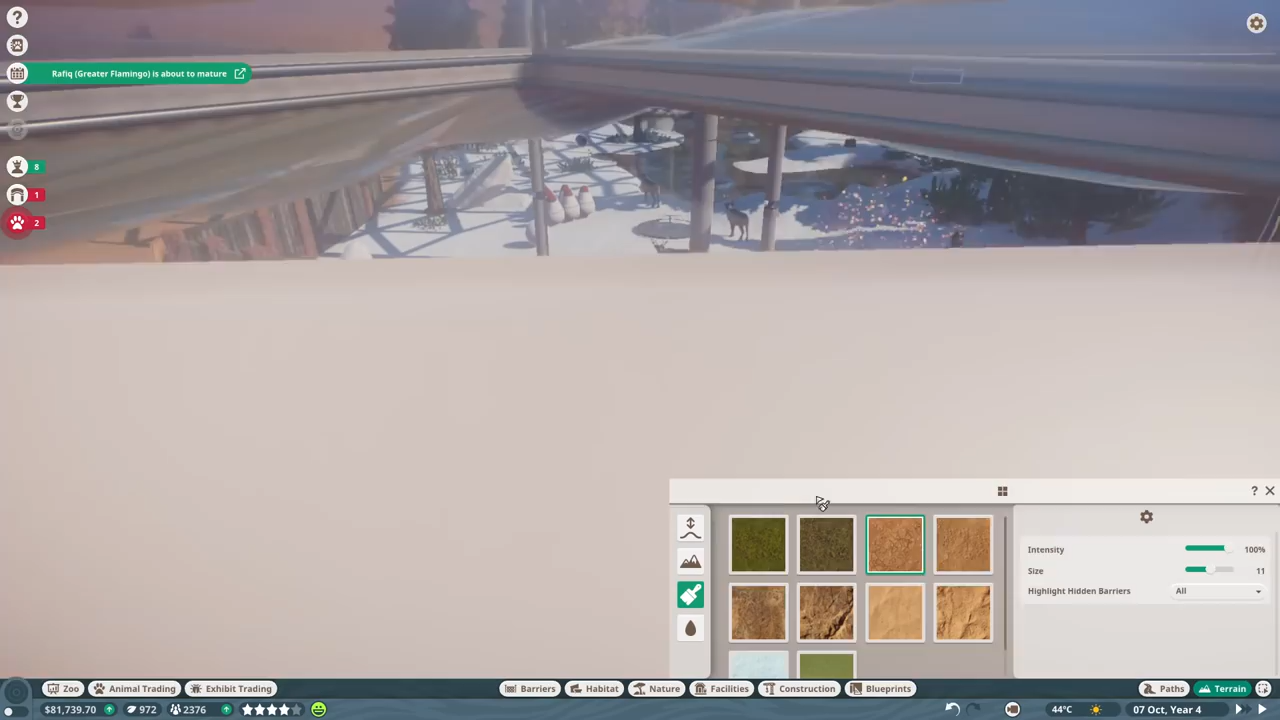 ?
Rafiq (Greater Flamingo) is about to mature
8
1
2
?
Intensity 100%
Size 11
Highlight Hidden Barriers All
Zoo Animal Trading Exhibit Trading Barriers Habitat Nature Facilities Construction Blueprints Paths Terrain
$81,739.70 972 2376 44°C 07 Oct, Year 4